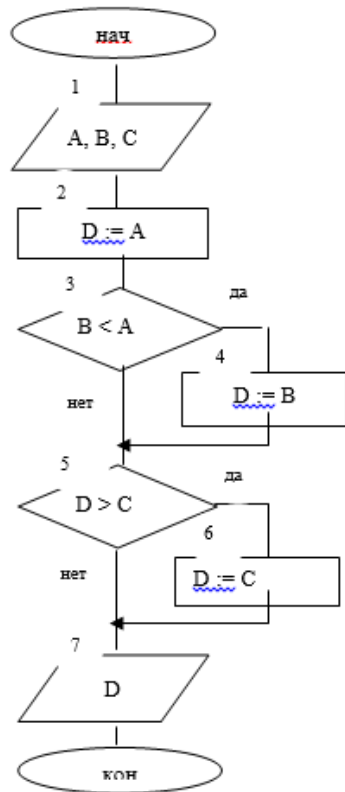 нач
1
A, B, C
2
D := A
3
да
B < A
4
D := B
нет
5
да
D > C
6
нет
D := C
7
D
кон